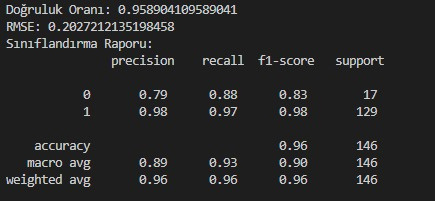 Doğruluk Oranı: 0.958904109589041
RMSE: 0.2027212135198458
Sınıflandırma Raporu:
precision recall f1-score support
0 0.79 0.88 0.83 17
1 0.98 0.97 0.98 129
accuracy 0.96 146
macro avg 0.89 0.93 0.90 146
weighted avg 0.96 0.96 0.96 146